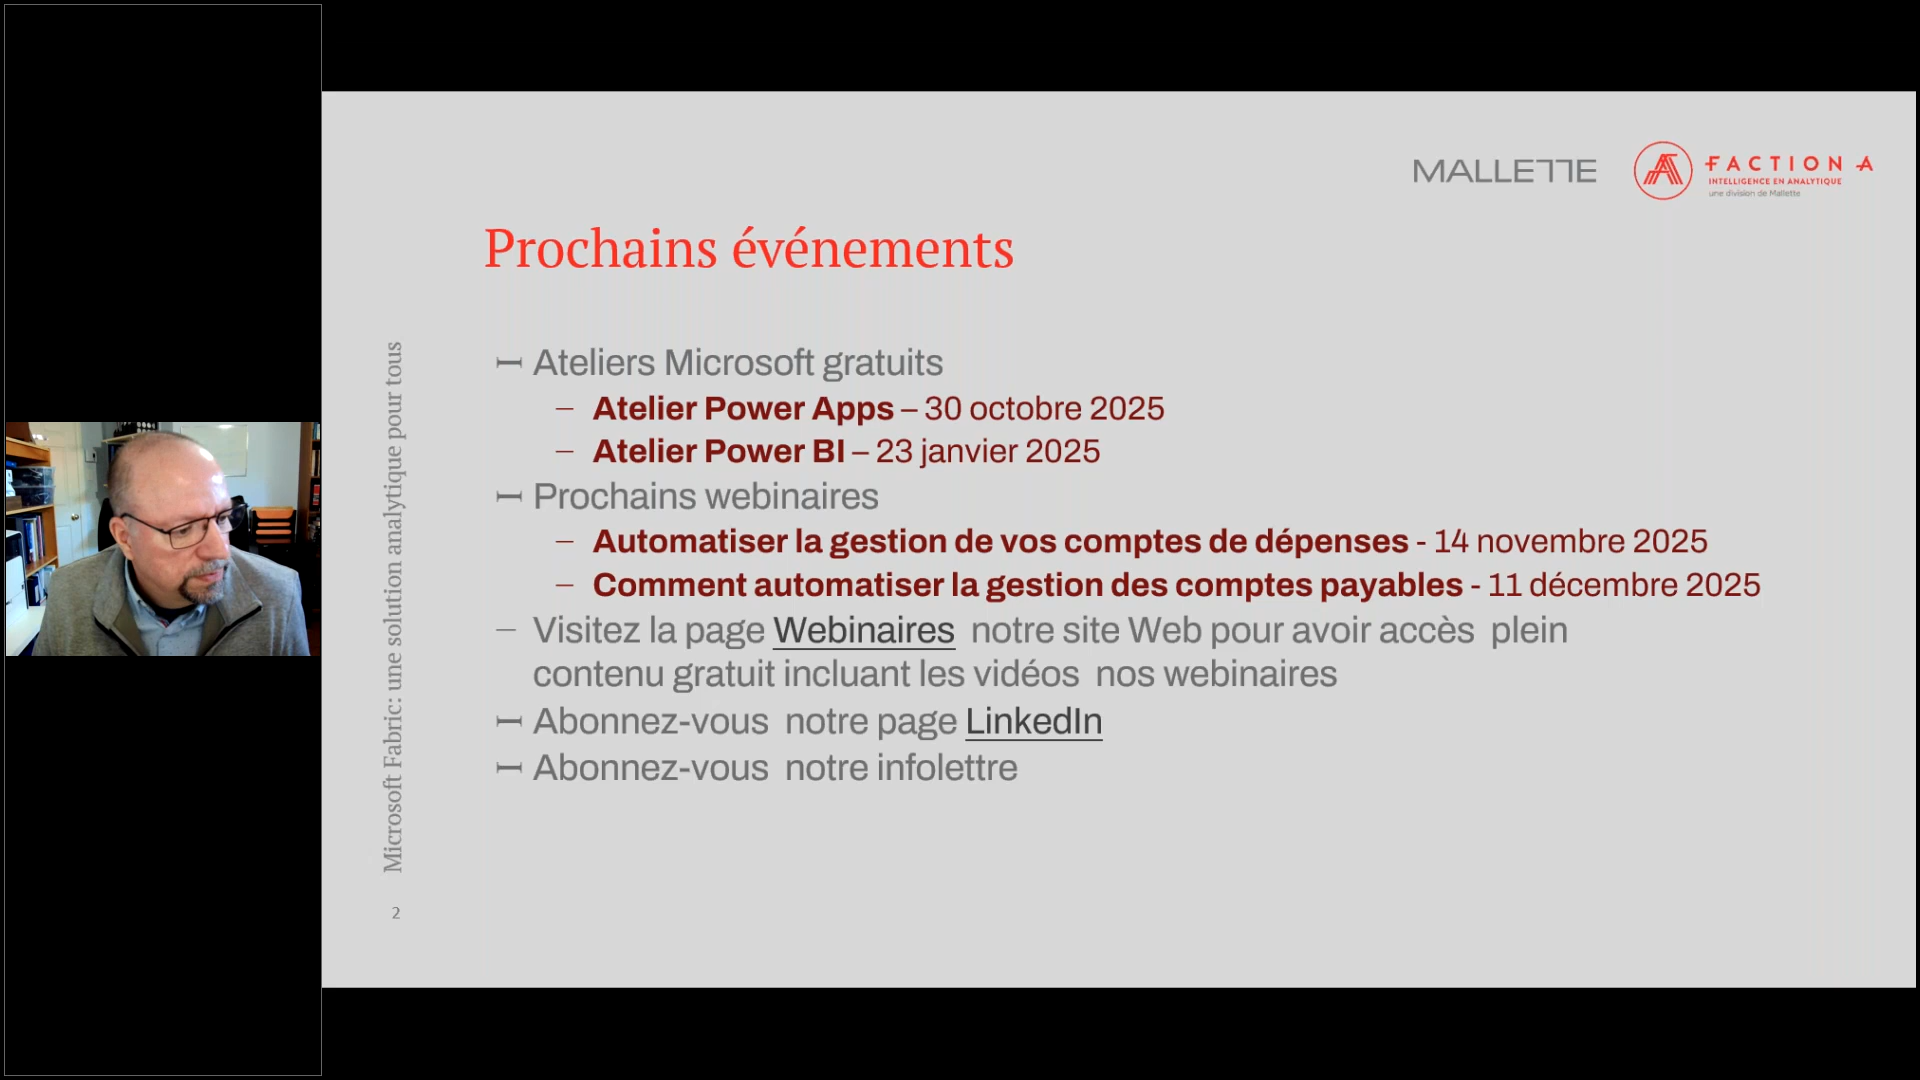 MALLETTE
FACTION A
INTELLIGENCE EN ANALYTIQUE
une division de Mallette
Prochains événements
Ateliers Microsoft gratuits
– Atelier Power Apps – 30 octobre 2025
– Atelier Power BI – 23 janvier 2025
Prochains webinaires
– Automatiser la gestion de vos comptes de dépenses - 14 novembre 2025
– Comment automatiser la gestion des comptes payables - 11 décembre 2025
– Visitez la page Webinaires notre site Web pour avoir accès plein
contenu gratuit incluant les vidéos nos webinaires
Abonnez-vous notre page LinkedIn
Abonnez-vous notre infolettre
Microsoft Fabric: une solution analytique pour tous
2